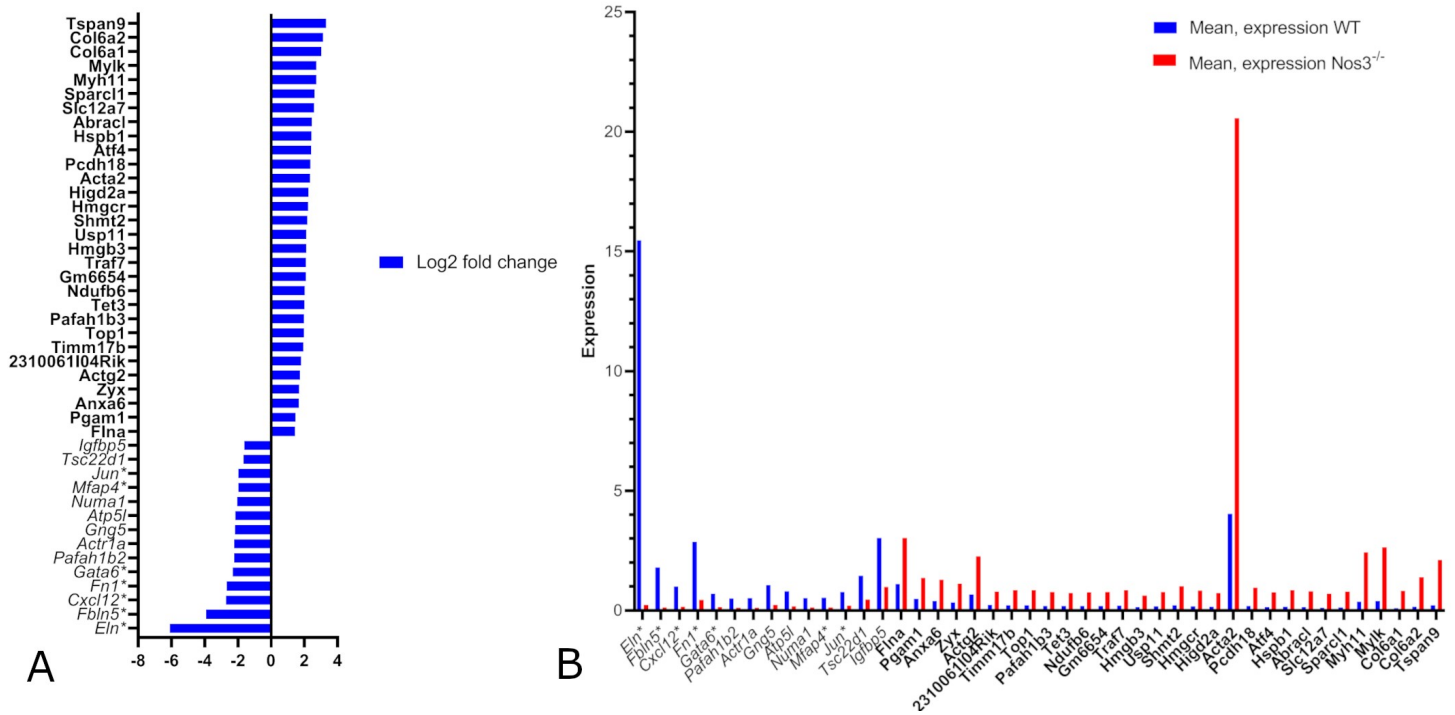 Tspan9
Col6a2
Col6a1
Mylk
Myh11
Sparcl1
Slc12a7
Abracl
Hspb1
Atf4
Pcdh18
Acta2
Higd2a
Hmgcr
Shmt2
Usp11
Hmgb3
Traf7
Gm6654
Ndufb6
Tet3
Pafah1b3
Top1
Timm17b
2310061I04Rik
Actg2
Zyx
Anxa6
Pgam1
Flna
Igfbp5
Tsc22d1
Jun*
Mfap4*
Numa1
Atp5l
Gng5
Actr1a
Pafah1b2
Gata6*
Fn1*
Cxcl12*
Fbln5*
Eln*
-8 -6 -4 -2 0 2 4
Log2 fold change
A
Mean, expression WT
Mean, expression Nos3-/-
25
20
15
10
5
0
Expression
Eln*
Fbln5*
Cxcl12*
Fn1*
Gata6*
Pafah1b2
Actr1a
Gng5
Atp5l
Numa1
Mfap4*
Jun*
Tsc22d1
Igfbp5
Flna
Pgam1
Anxa6
Zyx
Actg2
2310061I04Rik
Timm17b
Top1
Pafah1b3
Tet3
Ndufb6
Gm6654
Traf7
Hmgb3
Usp11
Shmt2
Hmgcr
Higd2a
Acta2
Pcdh18
Atf4
Hspb1
Abracl
Slc12a7
Sparcl1
Myh11
Mylk
Col6a1
Col6a2
Tspan9
B